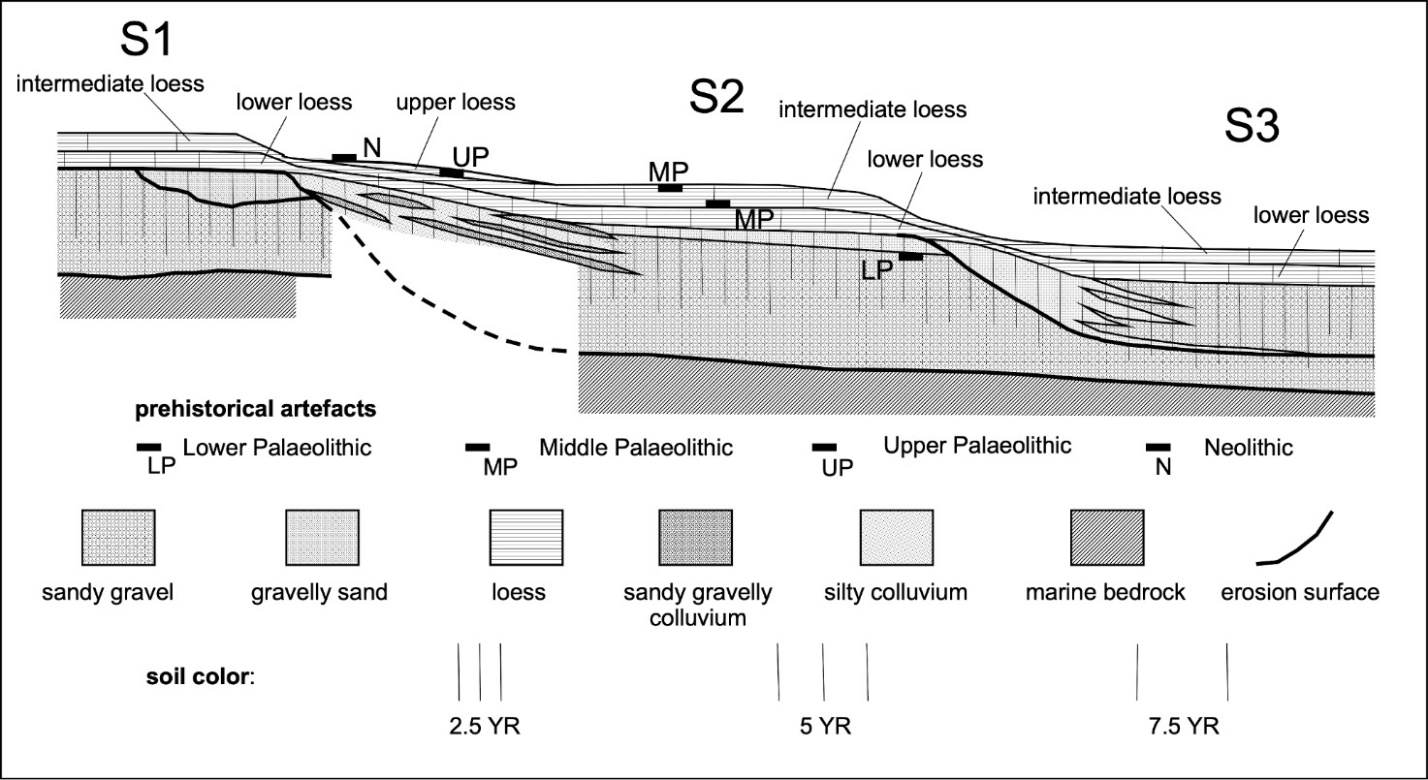 S1
intermediate loess
lower loess
upper loess
N
UP
S2
intermediate loess
lower loess
MP
MP
LP
S3
intermediate loess
lower loess
prehistorical artefacts
LP Lower Palaeolithic
MP Middle Palaeolithic
UP Upper Palaeolithic
N Neolithic
sandy gravel
gravelly sand
loess
sandy gravelly
colluvium
silty colluvium
marine bedrock
erosion surface
soil color:
2.5 YR
5 YR
7.5 YR